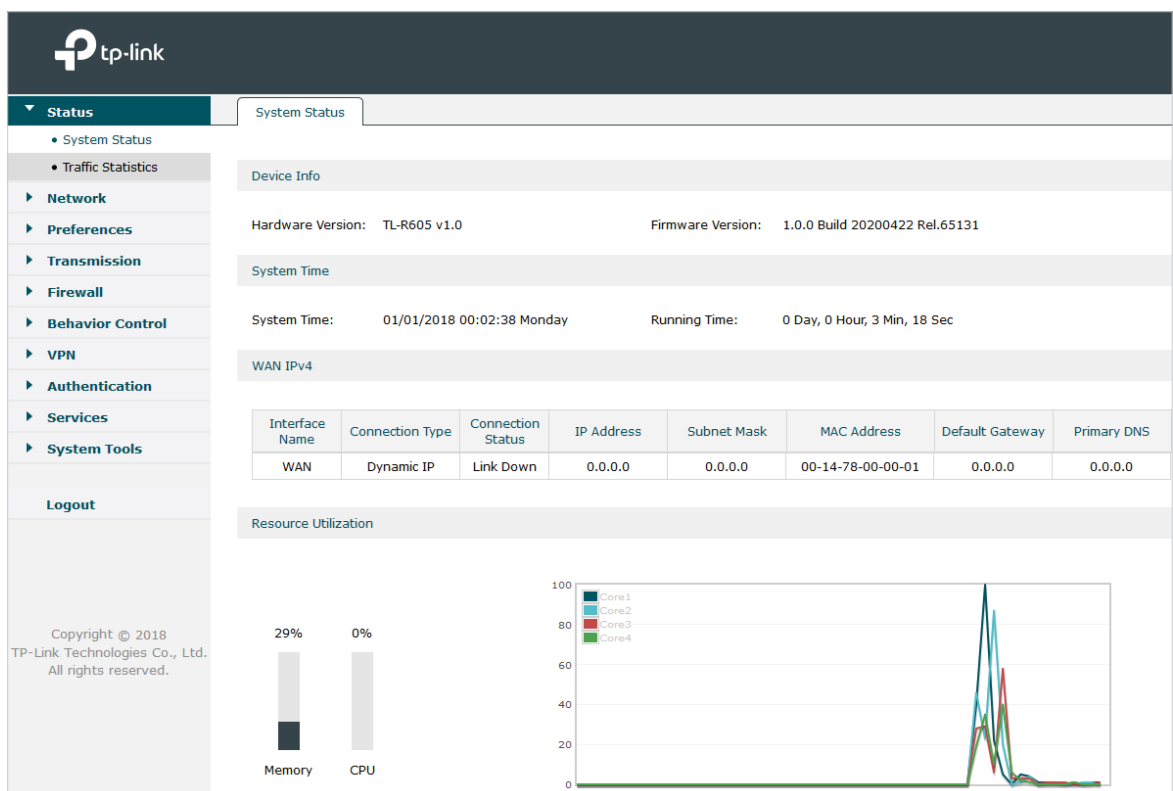 tp-link
Status
System Status
Traffic Statistics
Network
Preferences
Transmission
Firewall
Behavior Control
VPN
Authentication
Services
System Tools
Logout
Copyright © 2018
TP-Link Technologies Co., Ltd.
All rights reserved.
System Status
Device Info
Hardware Version: TL-R605 v1.0 Firmware Version: 1.0.0 Build 20200422 Rel.65131
System Time
System Time: 01/01/2018 00:02:38 Monday Running Time: 0 Day, 0 Hour, 3 Min, 18 Sec
WAN IPv4
Interface Name Connection Type Connection Status IP Address Subnet Mask MAC Address Default Gateway Primary DNS
WAN Dynamic IP Link Down 0.0.0.0 0.0.0.0 00-14-78-00-00-01 0.0.0.0 0.0.0.0
Resource Utilization
29% 0%
Memory CPU
100
80
60
40
20
0
Core1
Core2
Core3
Core4